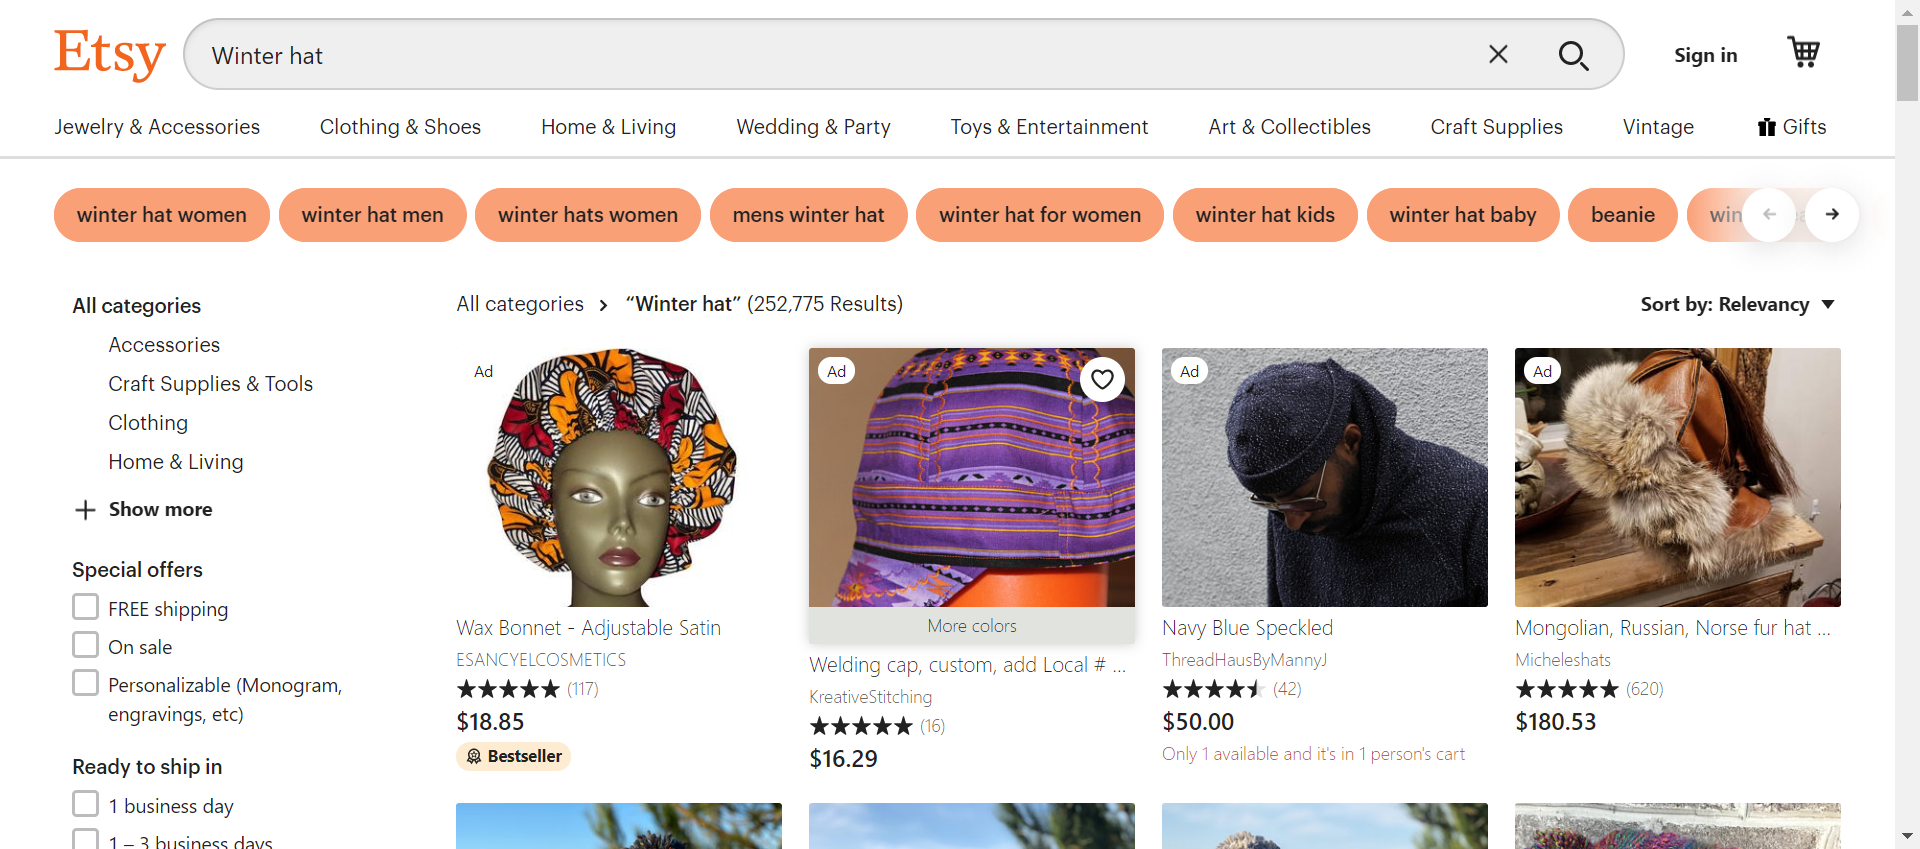 Etsy
Winter hat
Sign in
Jewelry & Accessories
Clothing & Shoes
Home & Living
Wedding & Party
Toys & Entertainment
Art & Collectibles
Craft Supplies
Vintage
Gifts
winter hat women
winter hat men
winter hats women
mens winter hat
winter hat for women
winter hat kids
winter hat baby
beanie
All categories
Accessories
Craft Supplies & Tools
Clothing
Home & Living
Show more
Special offers
FREE shipping
On sale
Personalizable (Monogram,
engravings, etc)
Ready to ship in
1 business day
1 – 3 business days
All categories > “Winter hat” (252,775 Results)
Sort by: Relevancy
Ad
Wax Bonnet - Adjustable Satin
ESANCYELCOSMETICS
(117)
$18.85
Bestseller
Ad
More colors
Welding cap, custom, add Local # ...
KreativeStitching
(16)
$16.29
Ad
Navy Blue Speckled
ThreadHausByMannyJ
(42)
$50.00
Only 1 available and it's in 1 person's cart
Ad
Mongolian, Russian, Norse fur hat ...
Micheleshats
(620)
$180.53